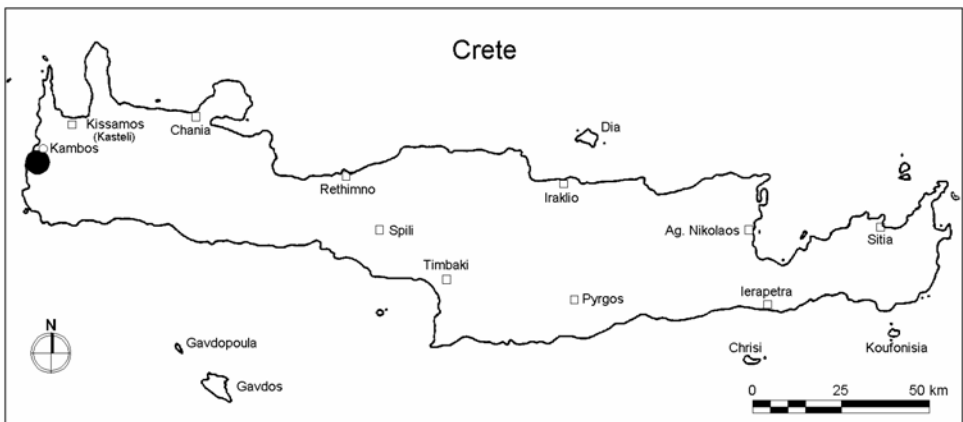 Crete
Dia
Kissamos
(Kasteli)
Chania
Kambos
Rethimno
Iraklio
Spili
Ag. Nikolaos
Sitia
Timbaki
Pyrgos
Ierapetra
N
Gavdopoula
Gavdos
Chrisi
Koufonisia
0 25 50 km